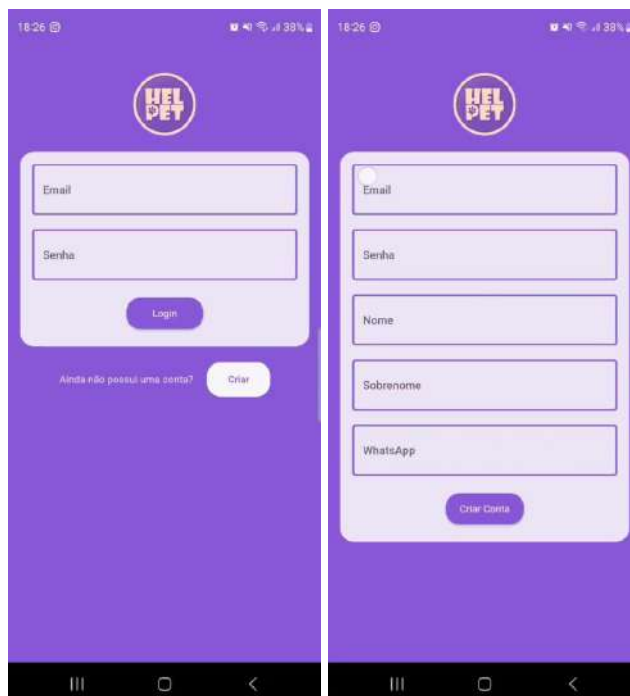 18:26
38%
HEL
PET
Email
Senha
Login
Ainda não possui uma conta?
Criar
18:26
38%
HEL
PET
Email
Senha
Nome
Sobrenome
WhatsApp
Criar Conta